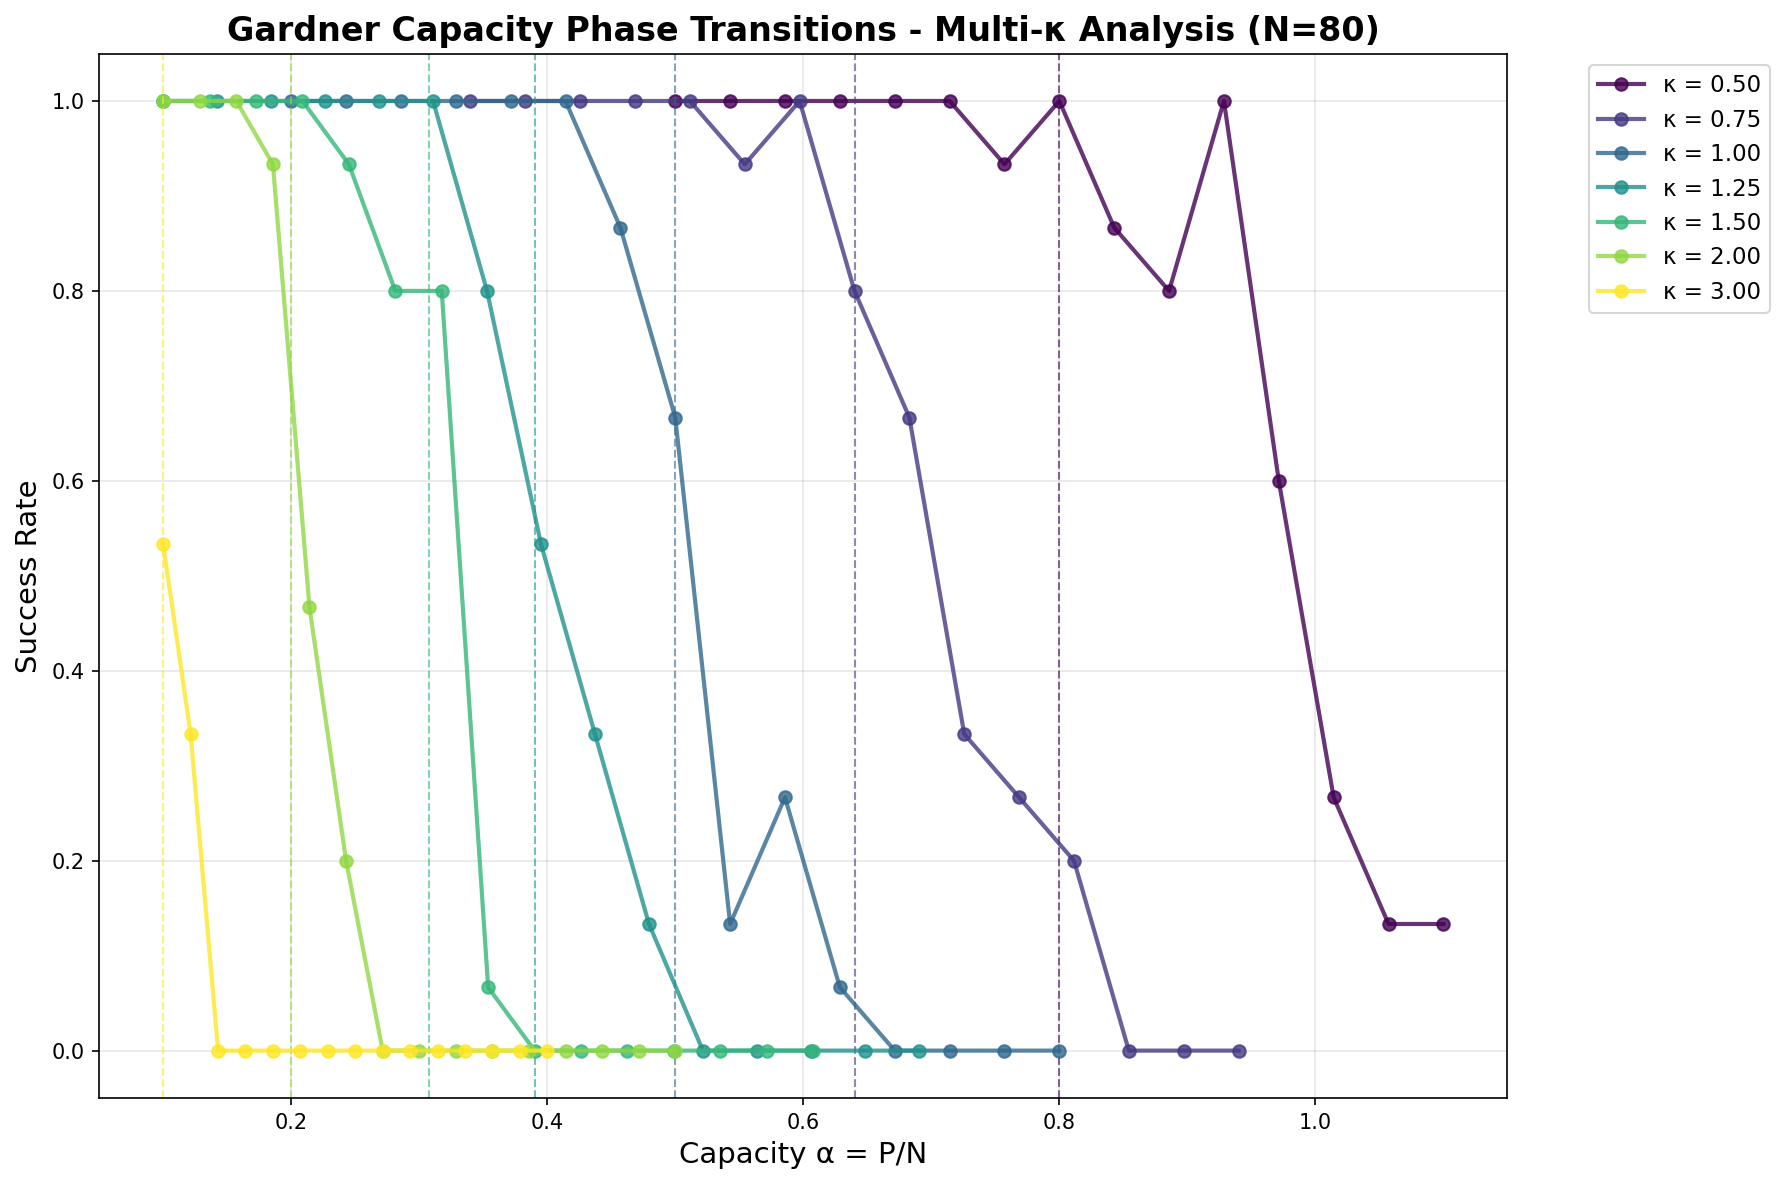 Gardner Capacity Phase Transitions - Multi-κ Analysis (N=80)
κ = 0.50
κ = 0.75
κ = 1.00
κ = 1.25
κ = 1.50
κ = 2.00
κ = 3.00
Success Rate
1.0
0.8
0.6
0.4
0.2
0.0
0.2
0.4
0.6
0.8
1.0
Capacity α = P/N